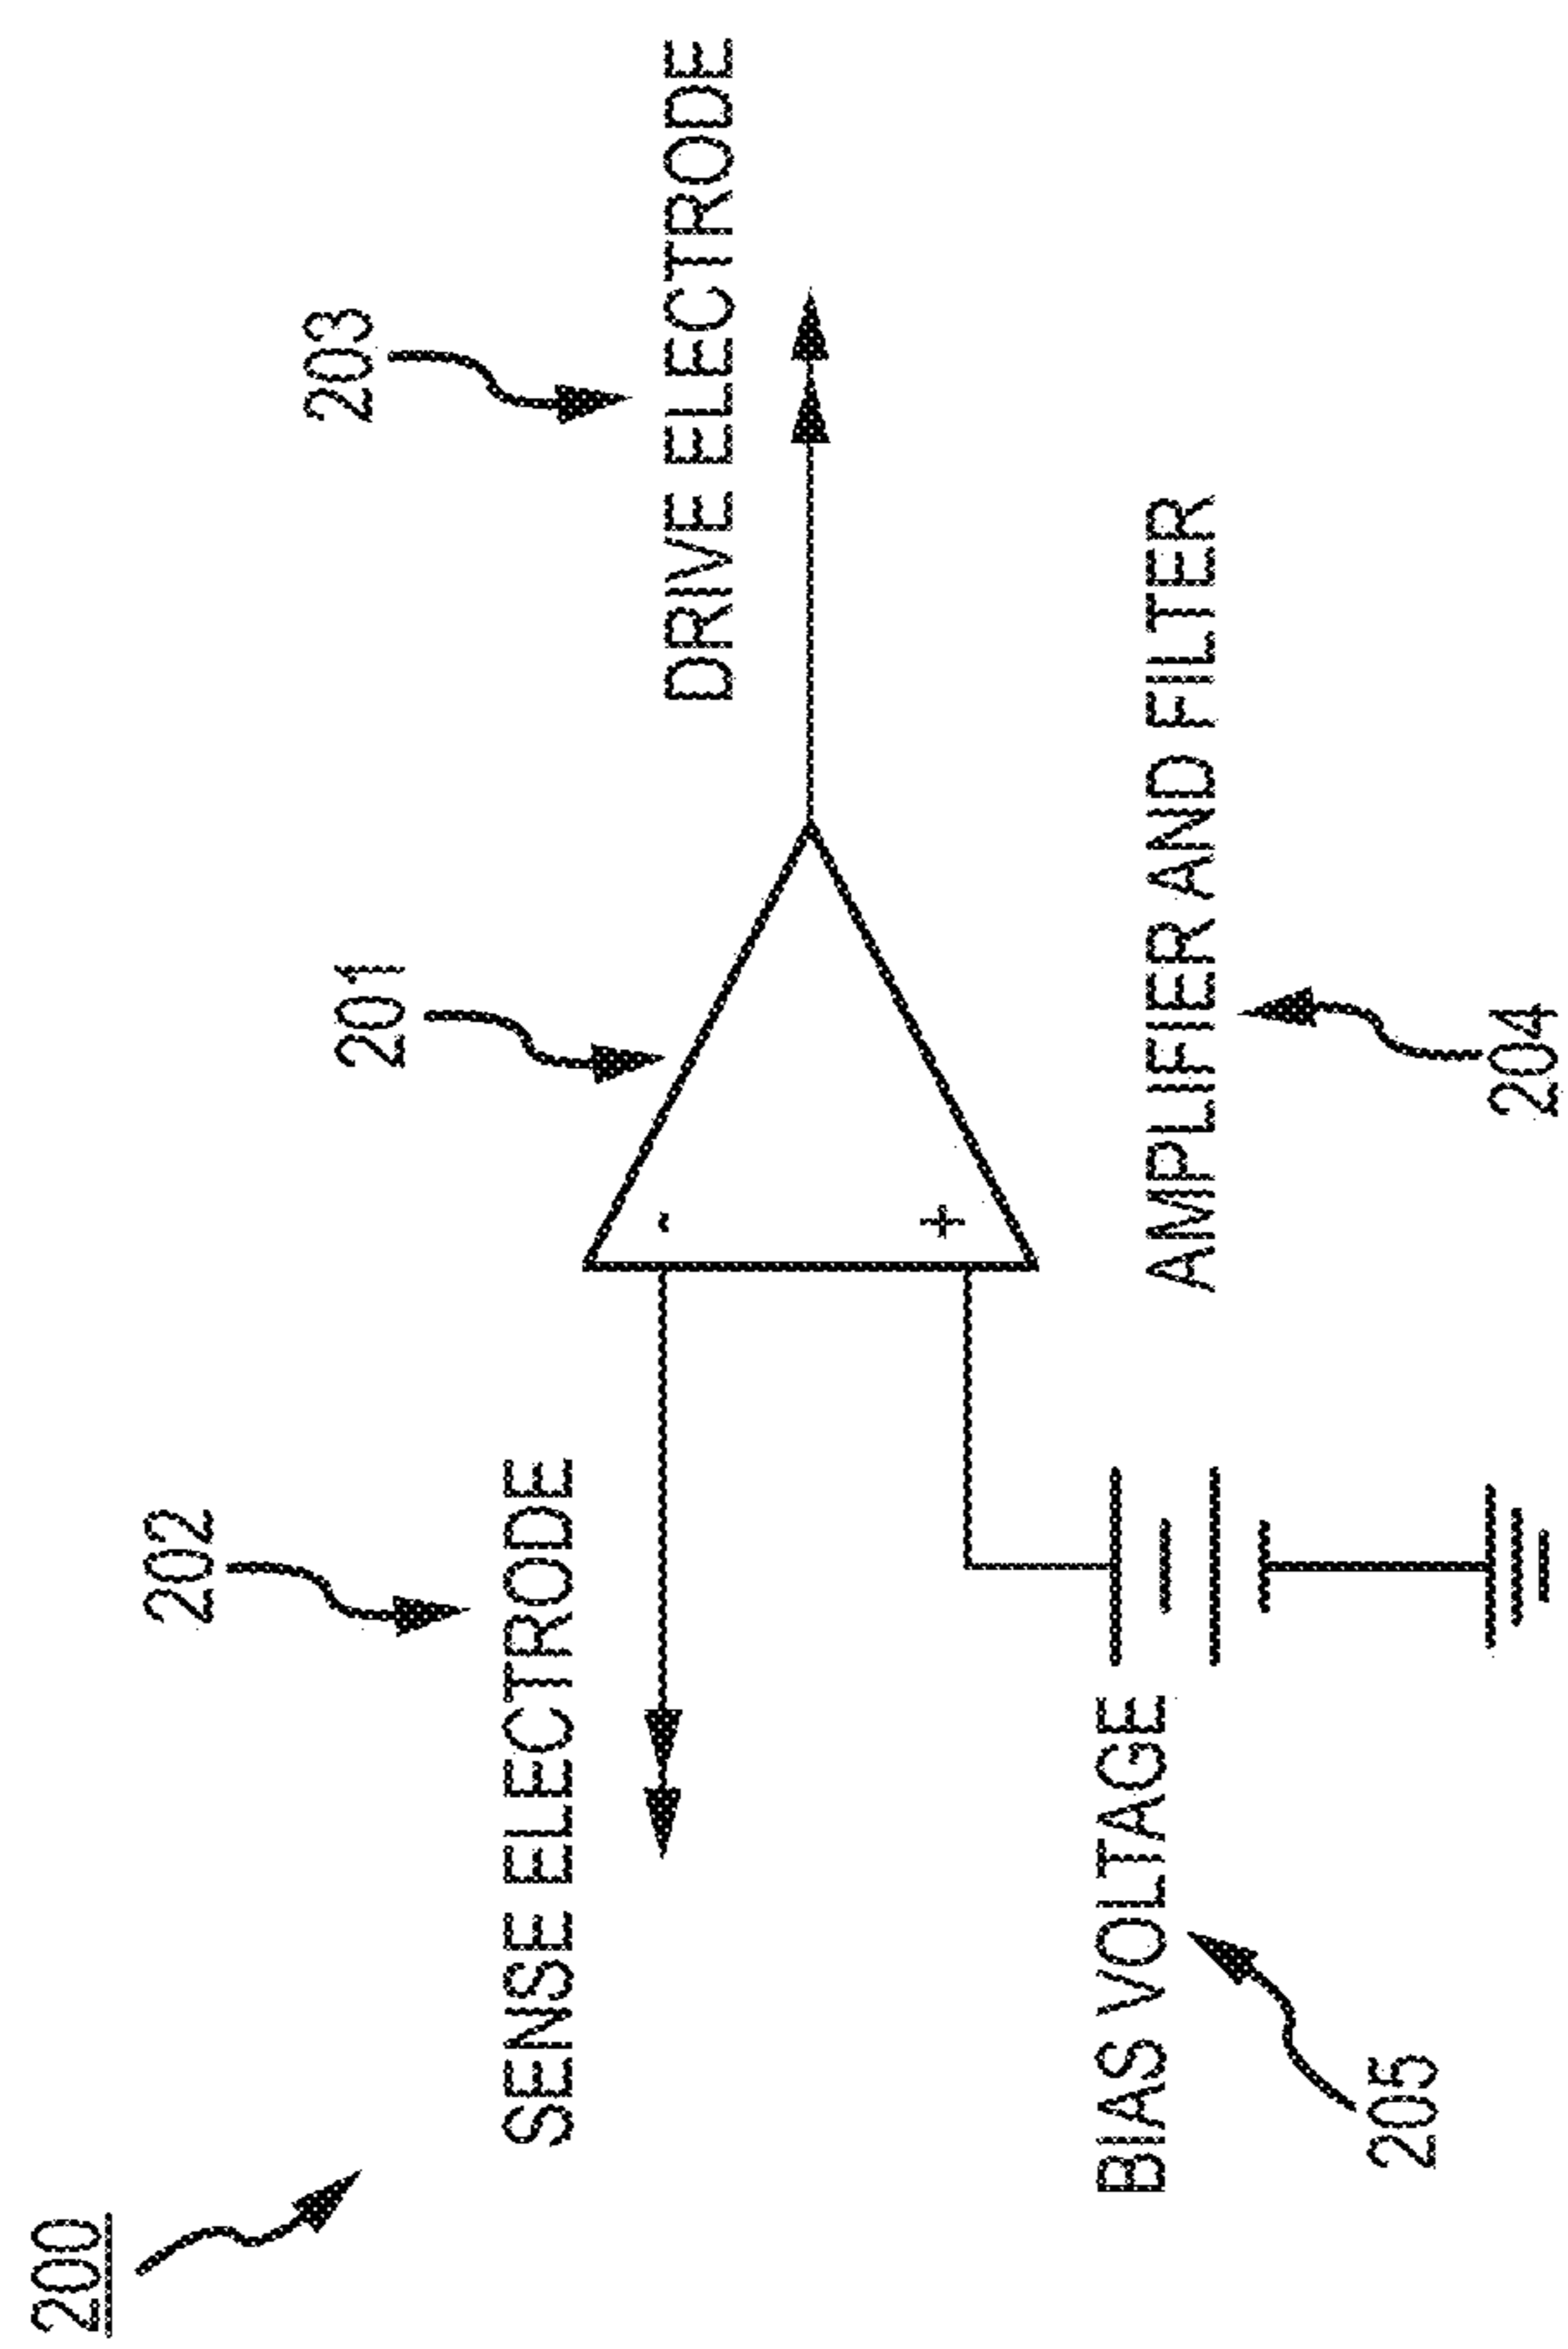 200
202
SENSE ELECTRODE
201
203
DRIVE ELECTRODE
-
+
BIAS VOLTAGE
205
AMPLIFIER AND FILTER
204